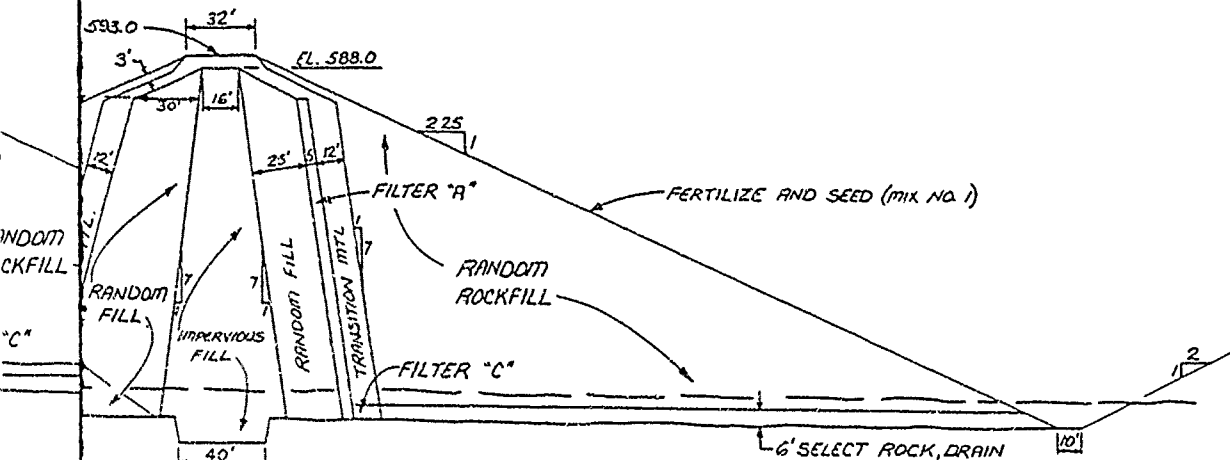 32'
593.0
3'
EL. 588.0
30'
16'
2.25
1
12'
25'
5
12'
FILTER "A"
FERTILIZE AND SEED (MIX NO. 1)
1
7
RANDOM
ROCKFILL
7
7
1
RANDOM
FILL
IMPERVIOUS
FILL
RANDOM FILL
TRANSITION MTL
"C"
FILTER "C"
2
1
6' SELECT ROCK, DRAIN
10'
40'